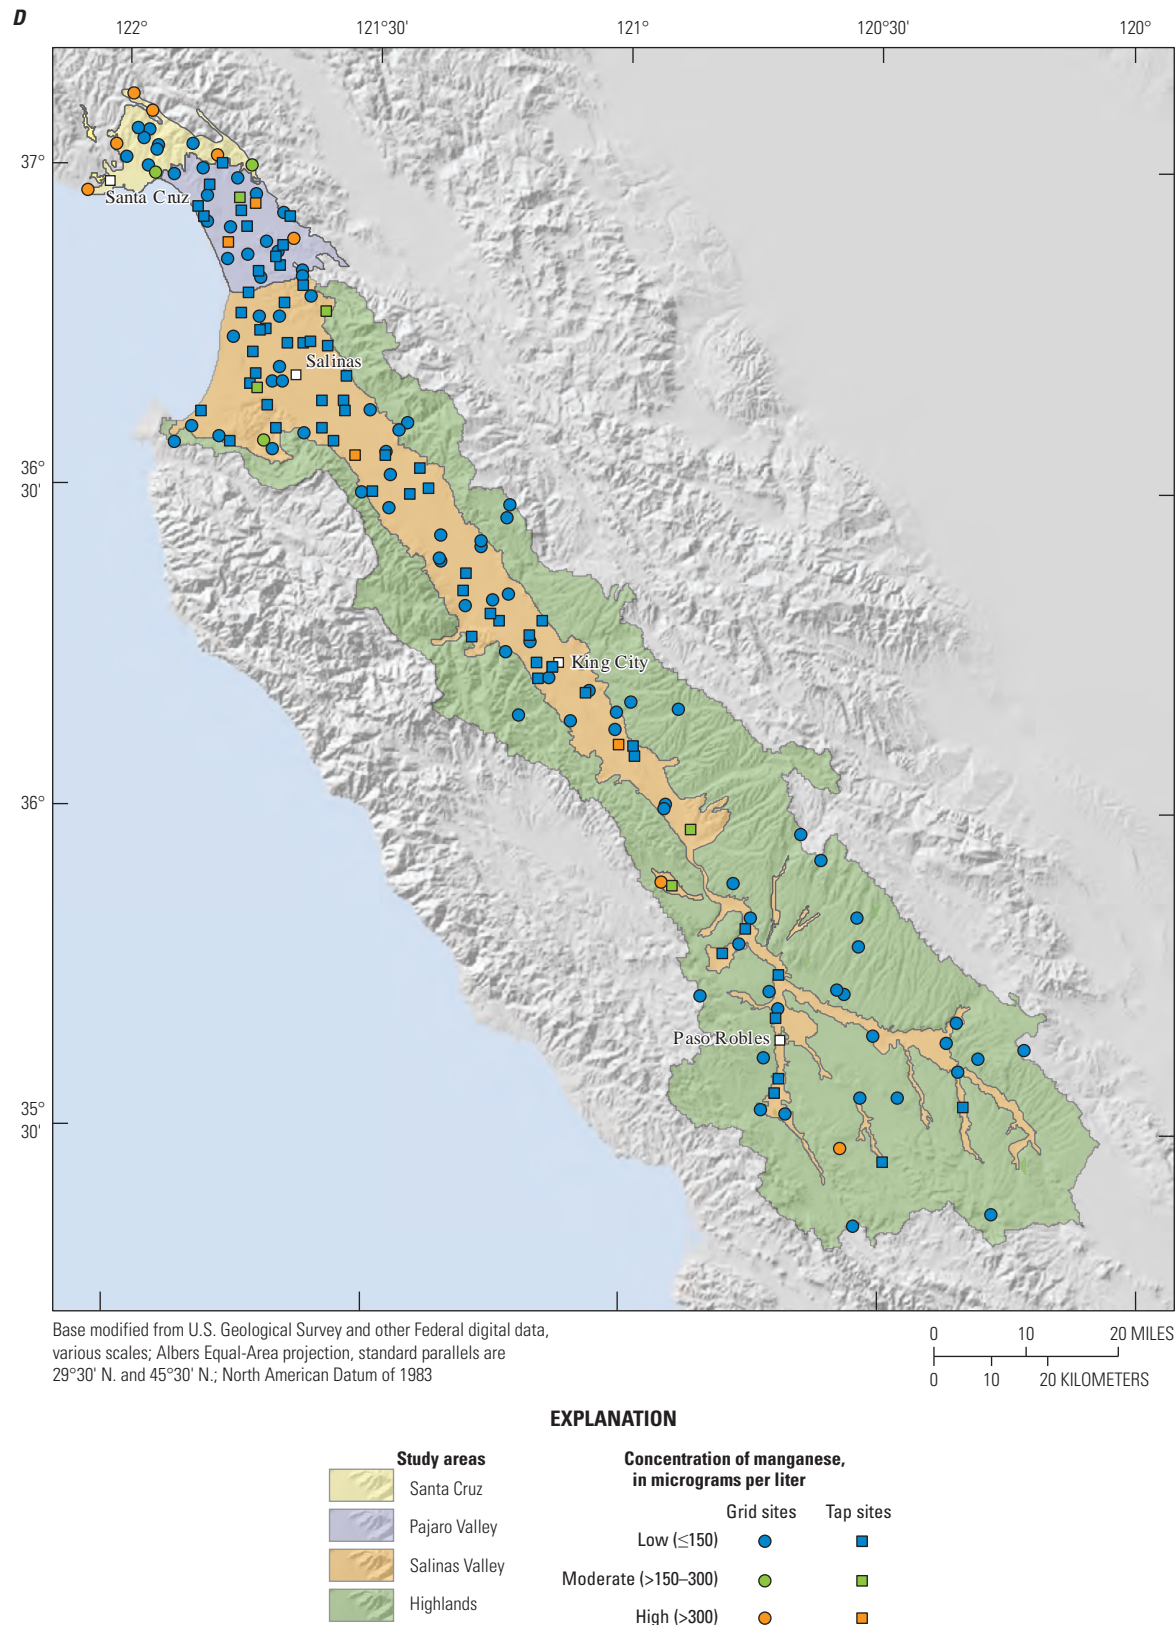 D
122°
121°30'
121°
120°30'
120°
37°
Santa Cruz
Salinas
36°
30'
King City
36°
Paso Robles
35°
30'
Base modified from U.S. Geological Survey and other Federal digital data,
various scales; Albers Equal-Area projection, standard parallels are
29°30' N. and 45°30' N.; North American Datum of 1983
0 10 20 MILES
0 10 20 KILOMETERS
EXPLANATION
Study areas
Santa Cruz
Pajaro Valley
Salinas Valley
Highlands
Concentration of manganese,
in micrograms per liter
Grid sites Tap sites
Low (≤150)
Moderate (>150–300)
High (>300)